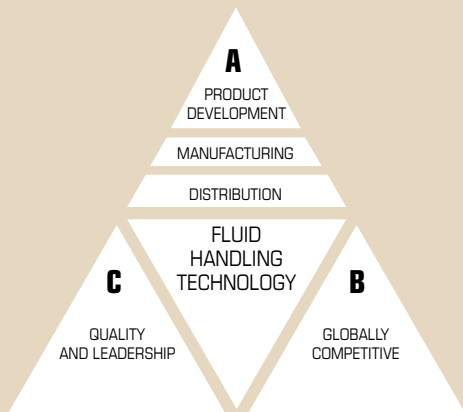 A
PRODUCT
DEVELOPMENT
MANUFACTURING
DISTRIBUTION
FLUID
HANDLING
TECHNOLOGY
C
QUALITY
AND LEADERSHIP
B
GLOBALLY
COMPETITIVE